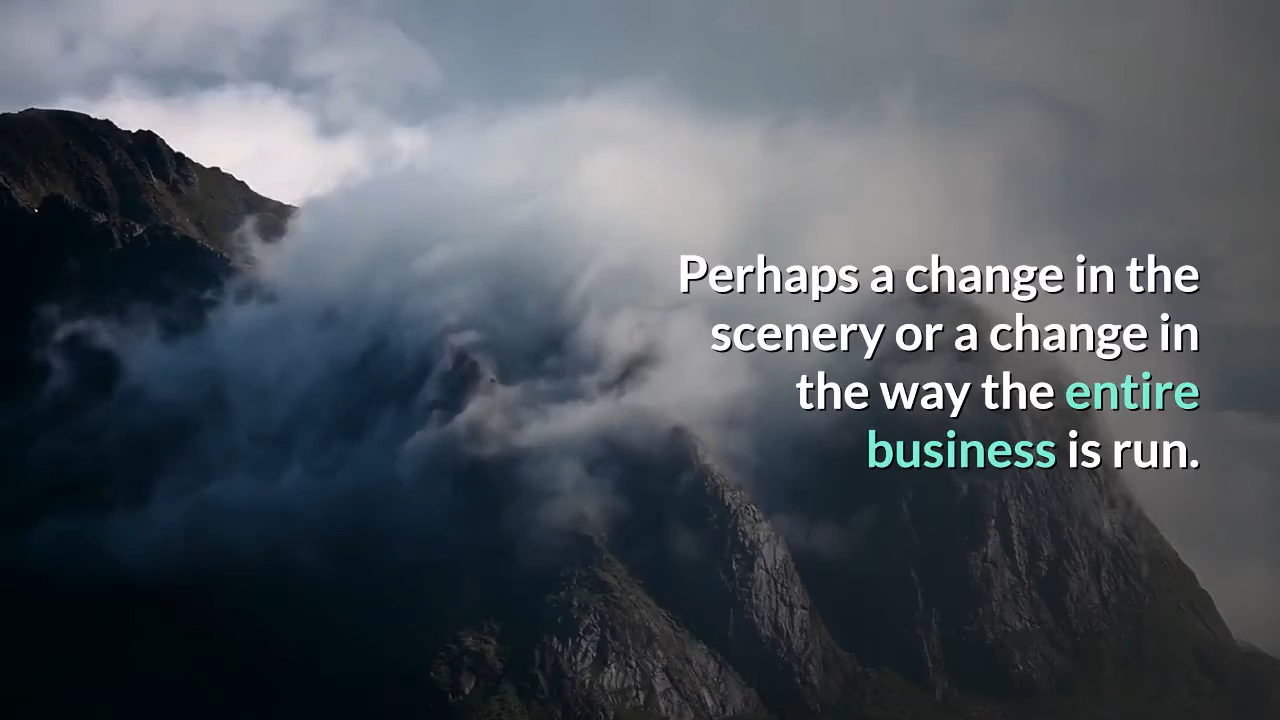 Perhaps a change in the
scenery or a change in
the way the entire
business is run.